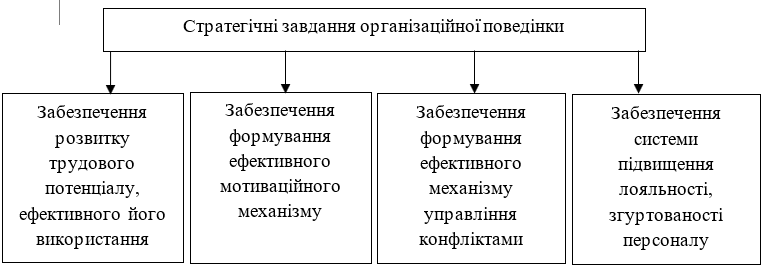 Стратегічні завдання організаційної поведінки
Забезпечення
розвитку
трудового
потенціалу,
ефективного його
використання
Забезпечення
формування
ефективного
мотиваційного
механізму
Забезпечення
формування
ефективного
механізму
управління
конфліктами
Забезпечення
системи
підвищення
лояльності,
згуртованості
персоналу